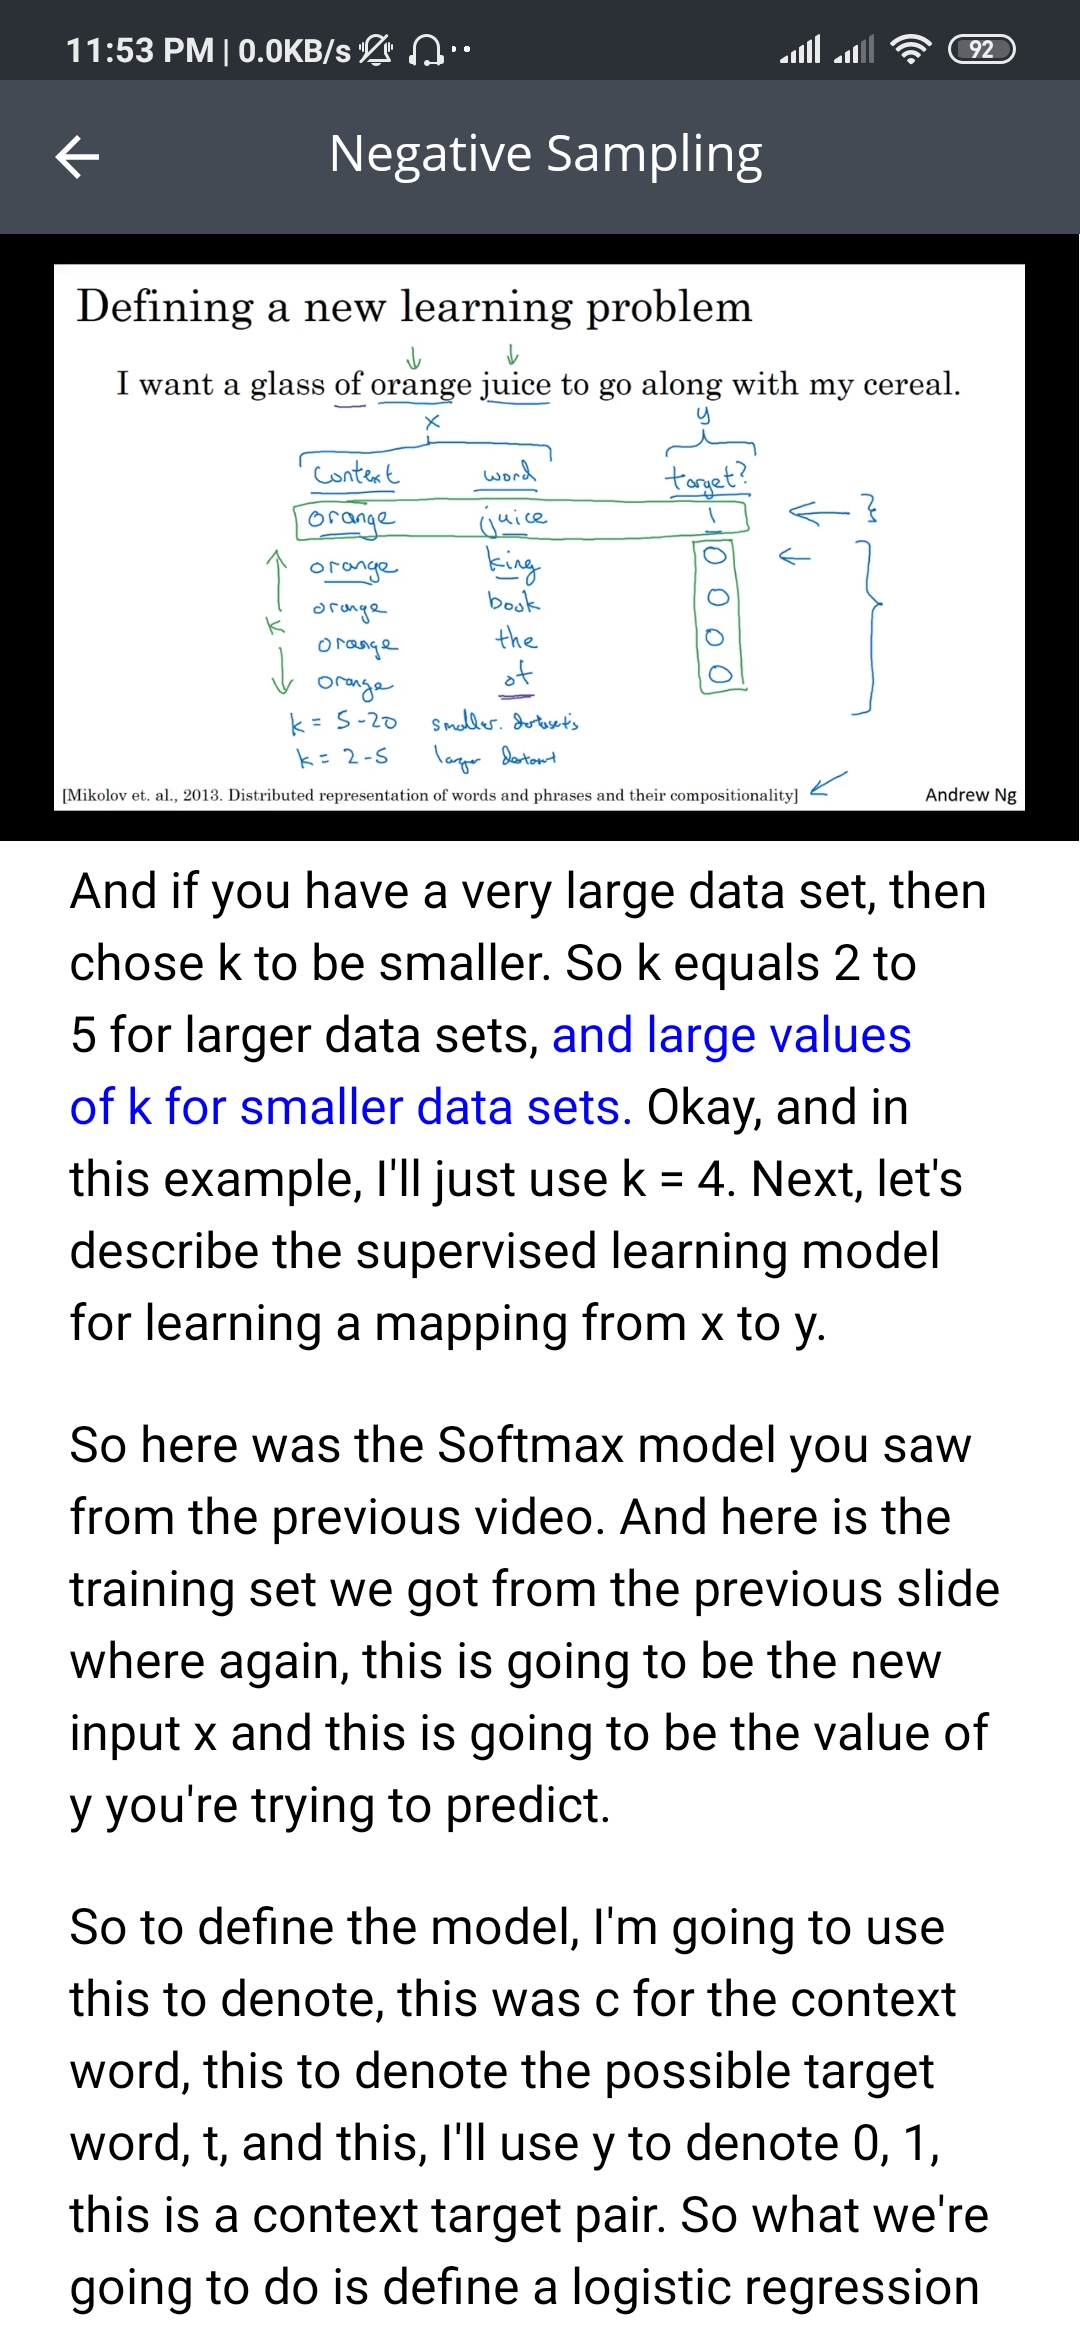 11:53 PM | 0.0KB/s
92
Negative Sampling
Defining a new learning problem
I want a glass of orange juice to go along with my cereal.
x
y
context word target?
orange juice 1
orange king 0
orange book 0
orange the 0
orange of 0
k
k = 5-20 smaller datasets
k = 2-5 larger dataset
[Mikolov et. al., 2013. Distributed representation of words and phrases and their compositionality]
Andrew Ng
And if you have a very large data set, then
chose k to be smaller. So k equals 2 to
5 for larger data sets, and large values
of k for smaller data sets. Okay, and in
this example, I'll just use k = 4. Next, let's
describe the supervised learning model
for learning a mapping from x to y.
So here was the Softmax model you saw
from the previous video. And here is the
training set we got from the previous slide
where again, this is going to be the new
input x and this is going to be the value of
y you're trying to predict.
So to define the model, I'm going to use
this to denote, this was c for the context
word, this to denote the possible target
word, t, and this, I'll use y to denote 0, 1,
this is a context target pair. So what we're
going to do is define a logistic regression